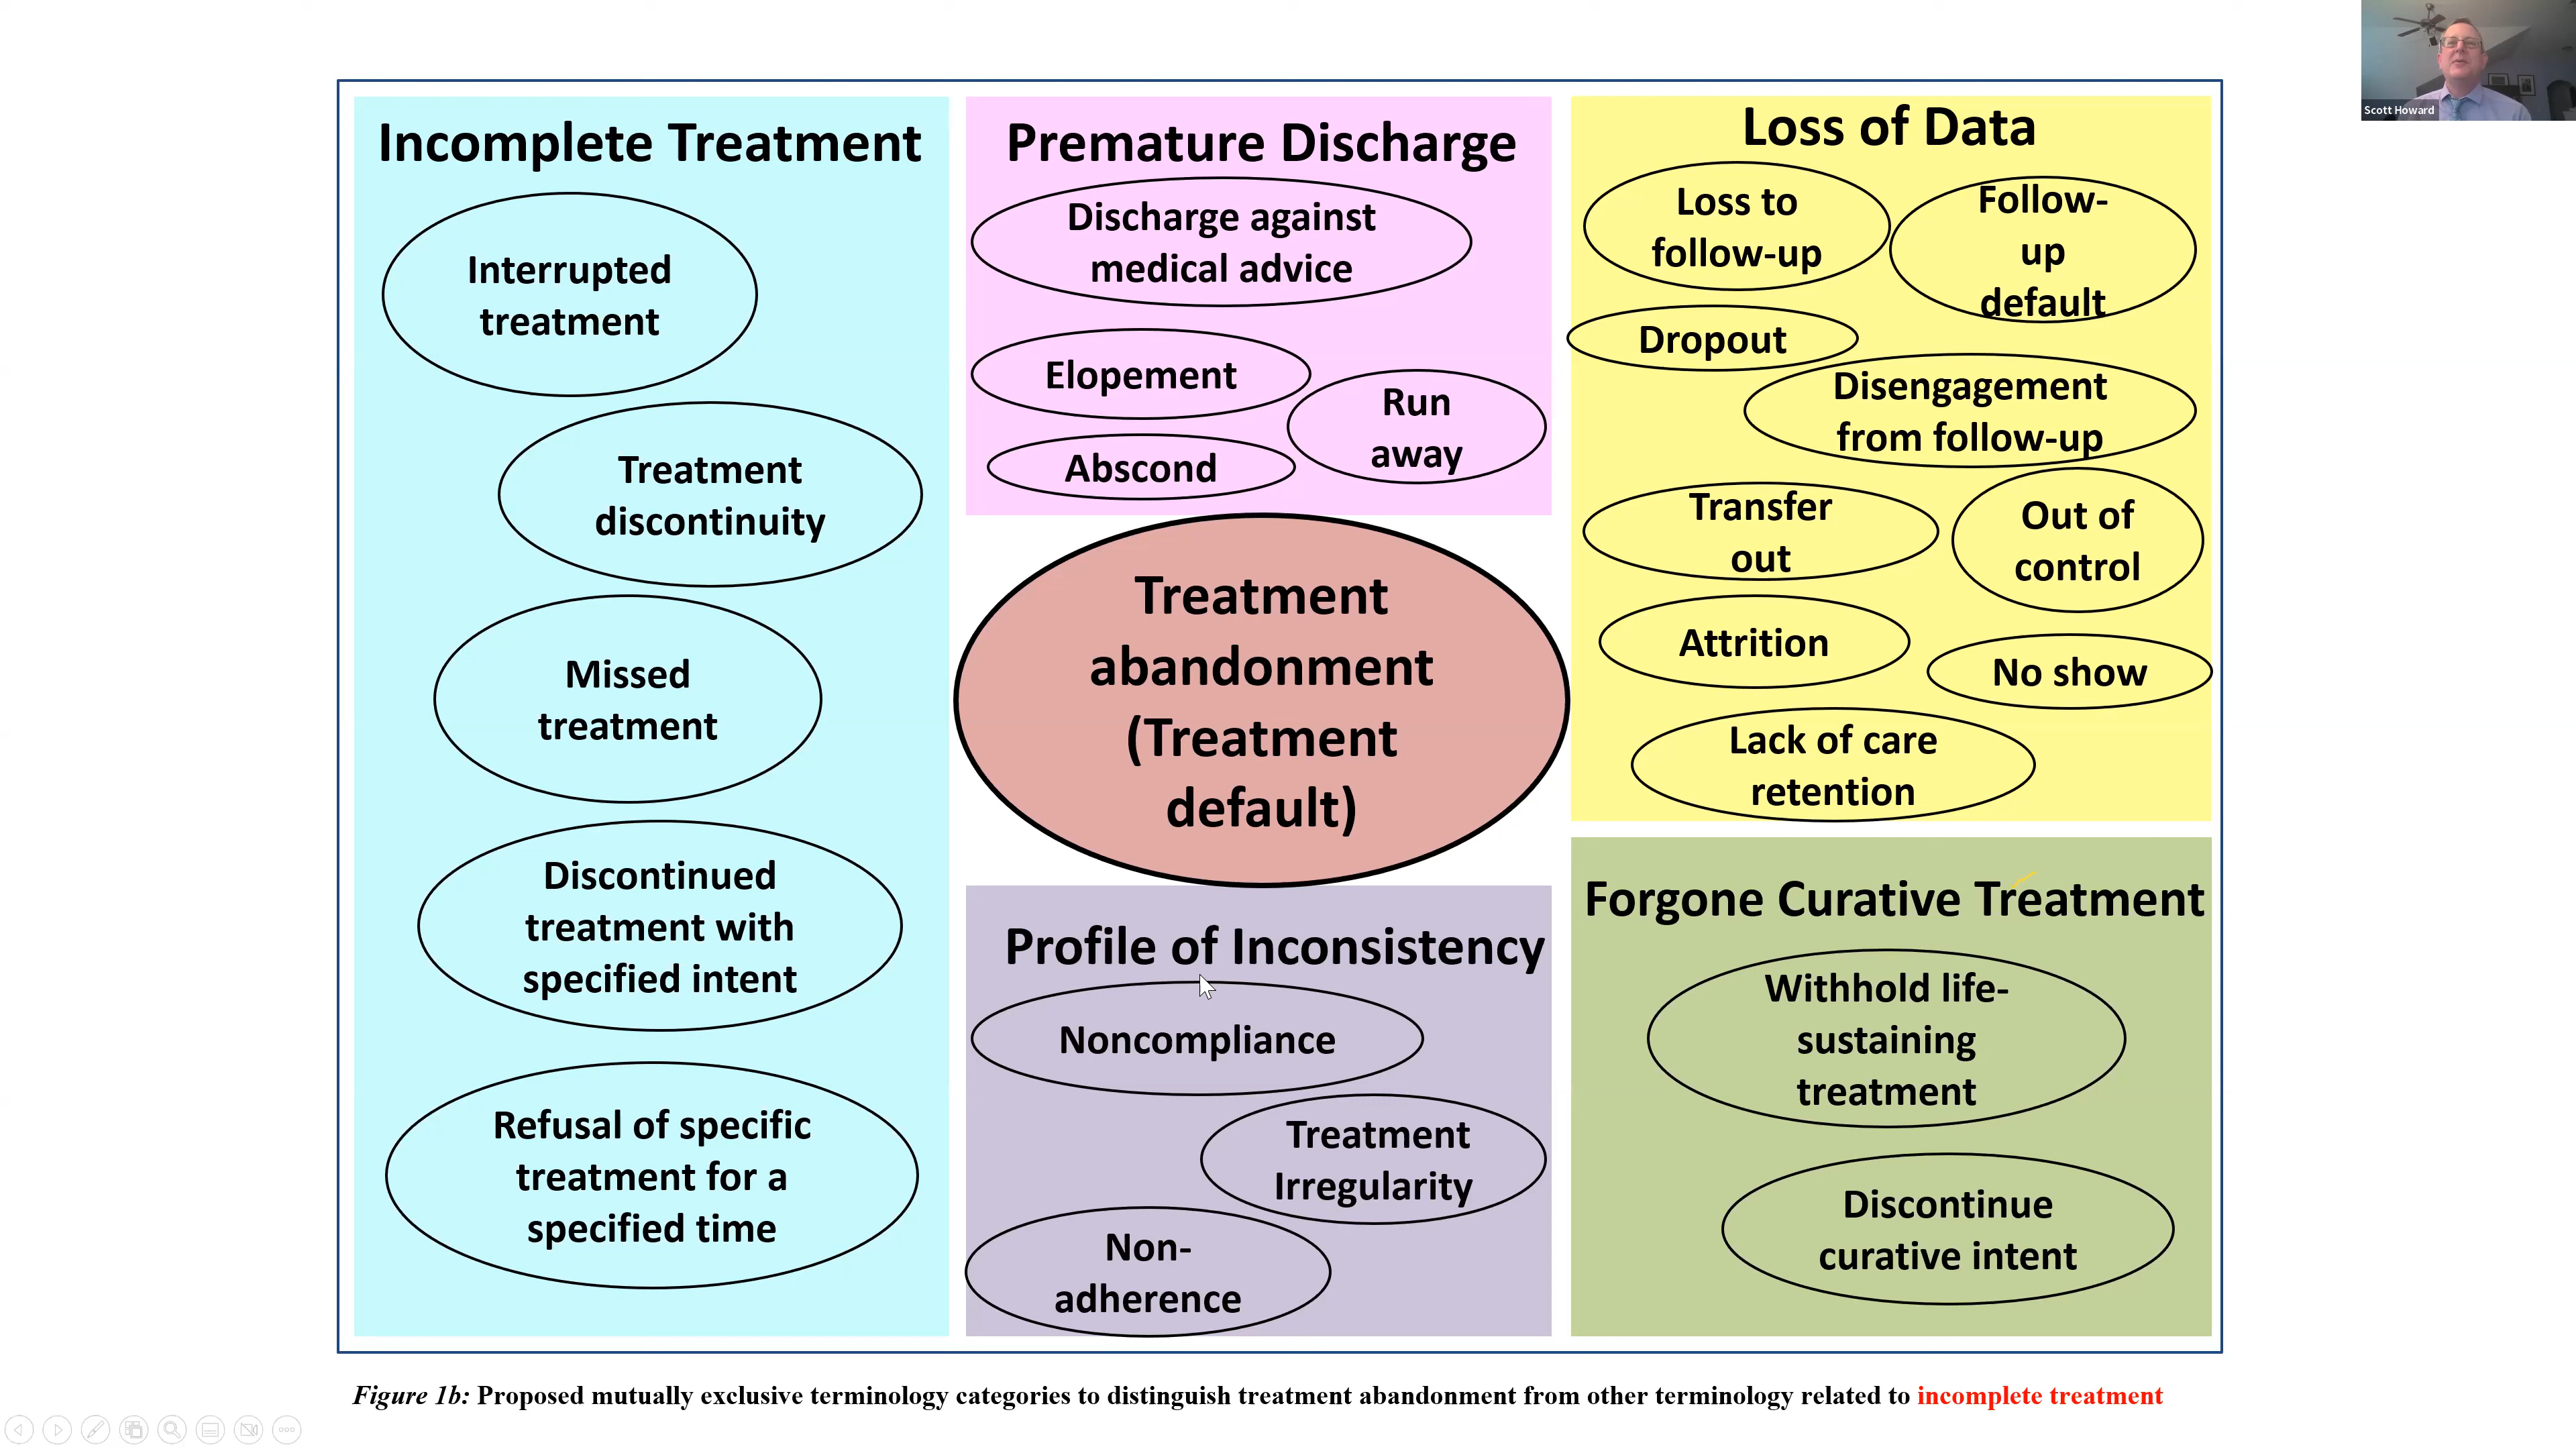 Scott Howard
Incomplete Treatment
Interrupted
treatment
Treatment
discontinuity
Missed
treatment
Discontinued
treatment with
specified intent
Refusal of specific
treatment for a
specified time
Premature Discharge
Discharge against
medical advice
Elopement
Run
away
Abscond
Treatment
abandonment
(Treatment
default)
Profile of Inconsistency
Noncompliance
Treatment
Irregularity
Non-
adherence
Loss of Data
Loss to
follow-up
Follow-
up
default
Dropout
Disengagement
from follow-up
Transfer
out
Out of
control
Attrition
No show
Lack of care
retention
Forgone Curative Treatment
Withhold life-
sustaining
treatment
Discontinue
curative intent
Figure 1b: Proposed mutually exclusive terminology categories to distinguish treatment abandonment from other terminology related to incomplete treatment